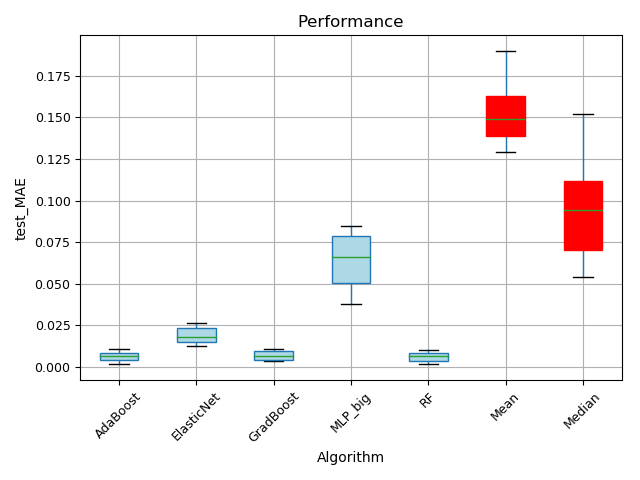 Performance
test_MAE
0.175
0.150
0.125
0.100
0.075
0.050
0.025
0.000
AdaBoost
ElasticNet
GradBoost
MLP_big
RF
Mean
Median
Algorithm